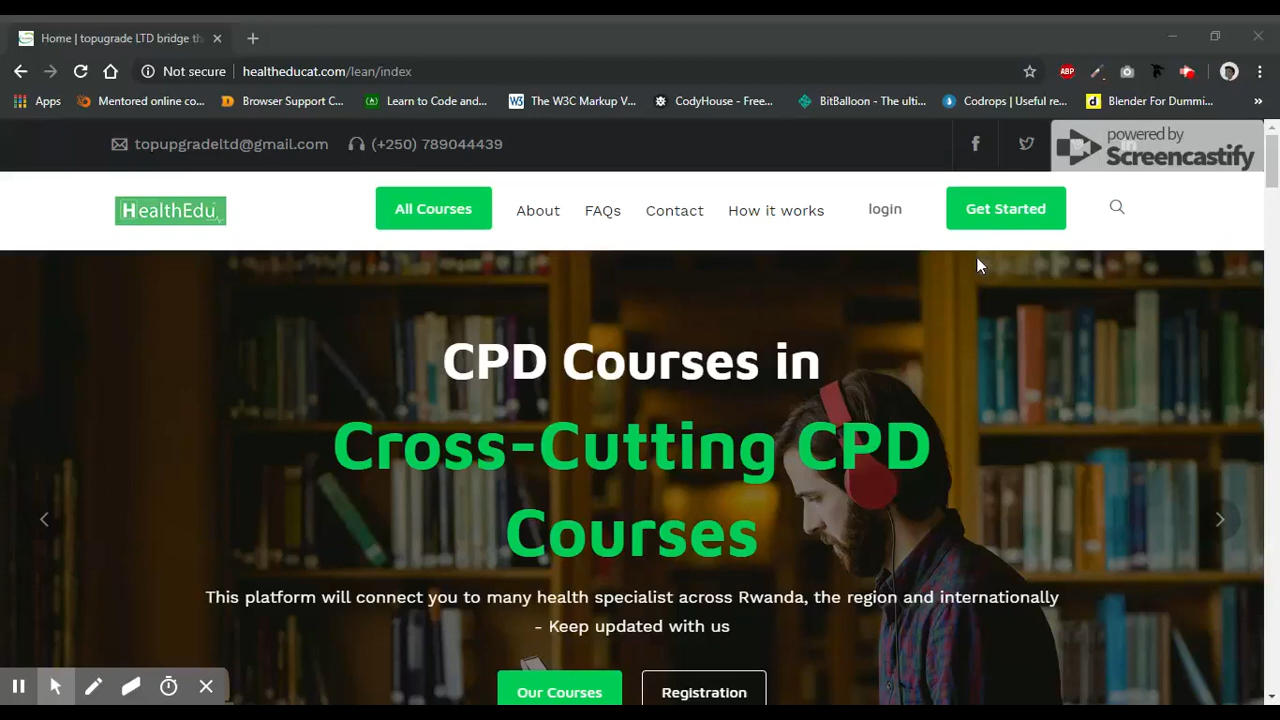 Home | topugrade LTD bridge th
Not secure healtheducat.com/lean/index
ABP
Apps Mentored online co... Browser Support C... Learn to Code and... W3 The W3C Markup V... CodyHouse - Free... BitBalloon - The ulti... Codrops | Useful re... d Blender For Dummi... »
topupgradeltd@gmail.com (+250) 789044439
powered by
Screencastify
HealthEdu All Courses About FAQs Contact How it works login Get Started
CPD Courses in
Cross-Cutting CPD
Courses
This platform will connect you to many health specialist across Rwanda, the region and internationally
- Keep updated with us
Our Courses Registration